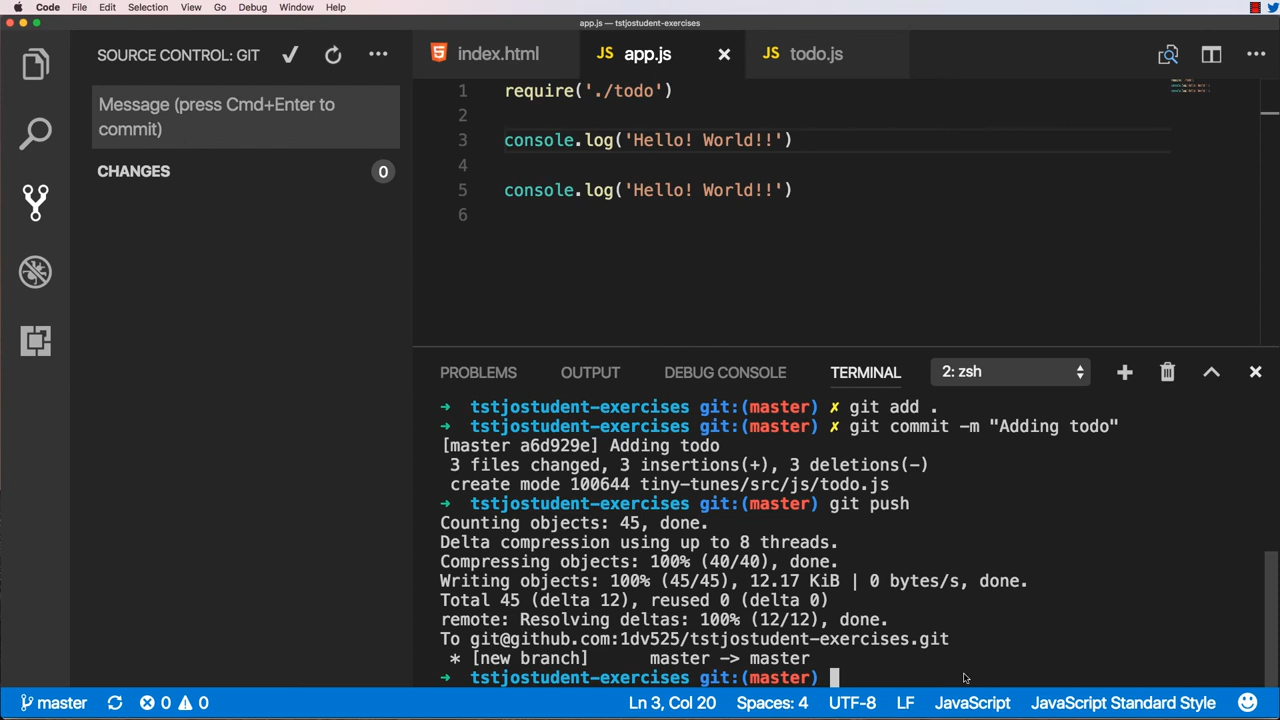 Code File Edit Selection View Go Debug Window Help
app.js — tstjostudent-exercises
SOURCE CONTROL: GIT
Message (press Cmd+Enter to
commit)
CHANGES 0
index.html JS app.js JS todo.js
1 require('./todo')
2
3 console.log('Hello! World!!')
4
5 console.log('Hello! World!!')
6
PROBLEMS OUTPUT DEBUG CONSOLE TERMINAL 2: zsh
➜ tstjostudent-exercises git:(master) ✗ git add .
➜ tstjostudent-exercises git:(master) ✗ git commit -m "Adding todo"
[master a6d929e] Adding todo
3 files changed, 3 insertions(+), 3 deletions(-)
create mode 100644 tiny-tunes/src/js/todo.js
➜ tstjostudent-exercises git:(master) git push
Counting objects: 45, done.
Delta compression using up to 8 threads.
Compressing objects: 100% (40/40), done.
Writing objects: 100% (45/45), 12.17 KiB | 0 bytes/s, done.
Total 45 (delta 12), reused 0 (delta 0)
remote: Resolving deltas: 100% (12/12), done.
To git@github.com:1dv525/tstjostudent-exercises.git
* [new branch] master -> master
➜ tstjostudent-exercises git:(master)
master 0 0 Ln 3, Col 20 Spaces: 4 UTF-8 LF JavaScript JavaScript Standard Style